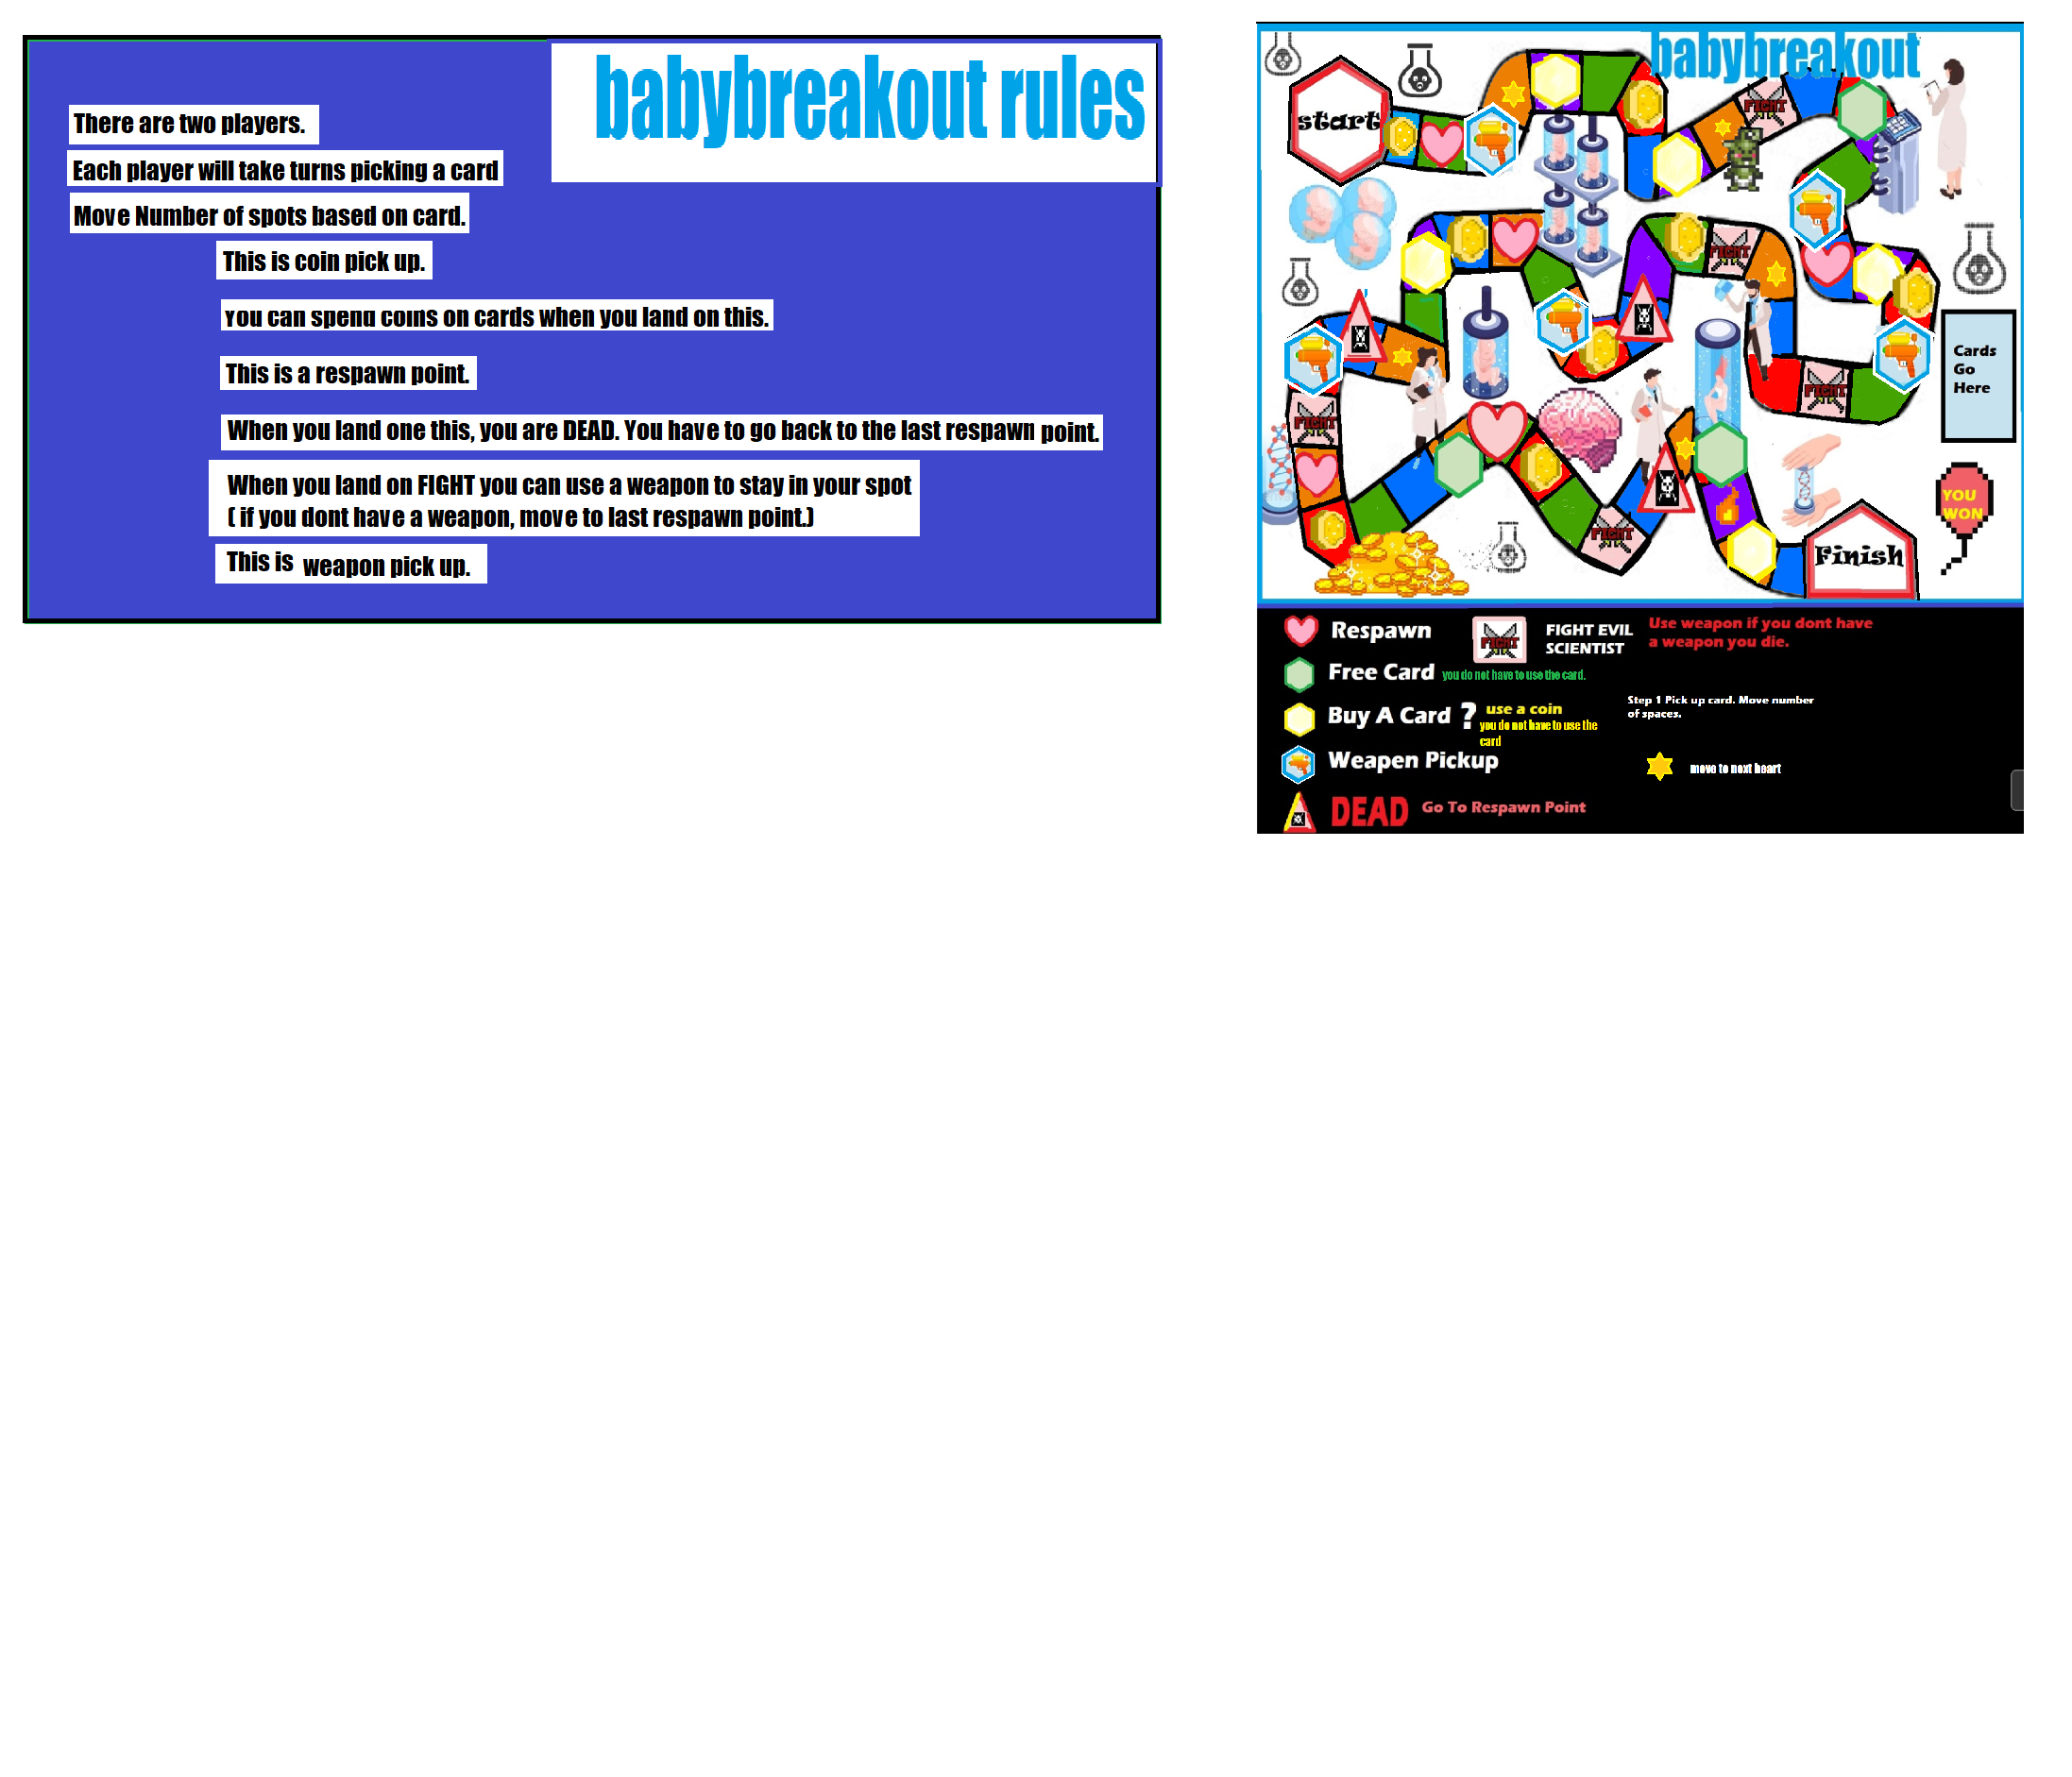 babybreakout rules
There are two players.
Each player will take turns picking a card
Move Number of spots based on card.
This is coin pick up.
You can spend coins on cards when you land on this.
This is a respawn point.
When you land one this, you are DEAD. You have to go back to the last respawn point.
When you land on FIGHT you can use a weapon to stay in your spot
( if you dont have a weapon, move to last respawn point.)
This is weapon pick up.
babybreakout
start
FIGHT
FIGHT
Cards
Go
Here
FIGHT
FIGHT
YOU
WON
FIGHT
Finish
Respawn
FIGHT
FIGHT EVIL
SCIENTIST
Use weapon if you dont have
a weapon you die.
Free Card
you do not have to use the card.
Buy A Card ?
use a coin
you do not have to use the
card
Step 1 Pick up card. Move number
of spaces.
Weapen Pickup
move to next heart
DEAD
Go To Respawn Point